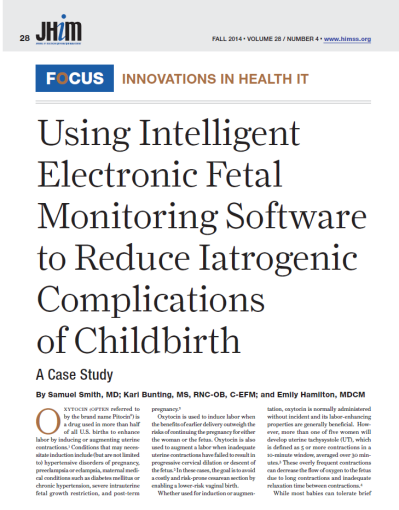 28 JHiM
FALL 2014 • VOLUME 28 / NUMBER 4 • www.himss.org
FOCUS INNOVATIONS IN HEALTH IT
Using Intelligent
Electronic Fetal
Monitoring Software
to Reduce Iatrogenic
Complications
of Childbirth
A Case Study
By Samuel Smith, MD; Kari Bunting, MS, RNC-OB, C-EFM; and Emily Hamilton, MDCM
OXYTOCIN (OFTEN referred to
by the brand name Pitocin®) is
a drug used in more than half
of all U.S. births to enhance
labor by inducing or augmenting uterine
contractions.¹ Conditions that may neces-
sitate induction include (but are not limited
to) hypertensive disorders of pregnancy,
preeclampsia or eclampsia, maternal medi-
cal conditions such as diabetes mellitus or
chronic hypertension, severe intrauterine
fetal growth restriction, and post-term
pregnancy.²
Oxytocin is used to induce labor when
the benefits of earlier delivery outweigh the
risks of continuing the pregnancy for either
the woman or the fetus. Oxytocin is also
used to augment a labor when inadequate
uterine contractions have failed to result in
progressive cervical dilation or descent of
the fetus.³ In these cases, the goal is to avoid
a costly and risk-prone cesarean section by
enabling a lower-risk vaginal birth.
Whether used for induction or augmen-
tation, oxytocin is normally administered
without incident and its labor-enhancing
properties are generally beneficial. How-
ever, more than one of five women will
develop uterine tachysystole (UT), which
is defined as 5 or more contractions in a
10-minute window, averaged over 30 min-
utes.² These overly frequent contractions
can decrease the flow of oxygen to the fetus
due to long contractions and inadequate
relaxation time between contractions.⁴
While most babies can tolerate brief